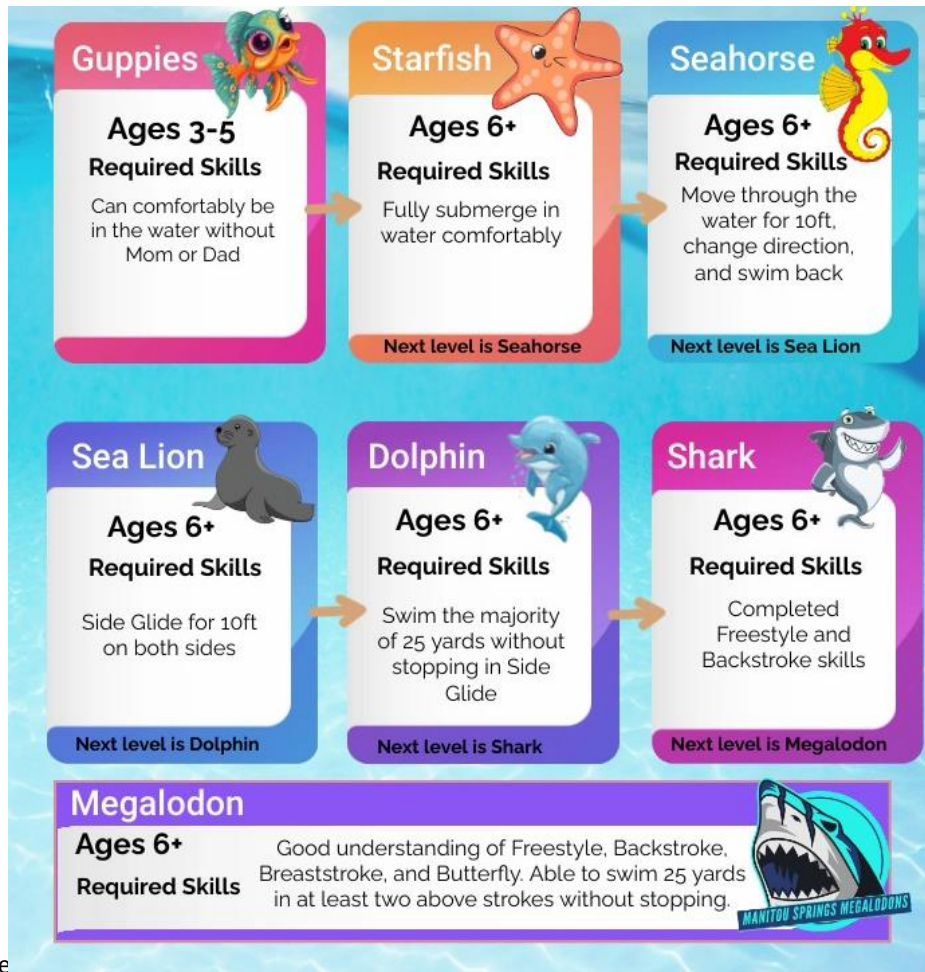 Guppies
Ages 3-5
Required Skills
Can comfortably be
in the water without
Mom or Dad
Starfish
Ages 6+
Required Skills
Fully submerge in
water comfortably
Next level is Seahorse
Seahorse
Ages 6+
Required Skills
Move through the
water for 10ft,
change direction,
and swim back
Next level is Sea Lion
Sea Lion
Ages 6+
Required Skills
Side Glide for 10ft
on both sides
Next level is Dolphin
Dolphin
Ages 6+
Required Skills
Swim the majority
of 25 yards without
stopping in Side
Glide
Next level is Shark
Shark
Ages 6+
Required Skills
Completed
Freestyle and
Backstroke skills
Next level is Megalodon
Megalodon
Ages 6+
Required Skills
Good understanding of Freestyle, Backstroke,
Breaststroke, and Butterfly. Able to swim 25 yards
in at least two above strokes without stopping.
MANITOU SPRINGS MEGALODONS
e